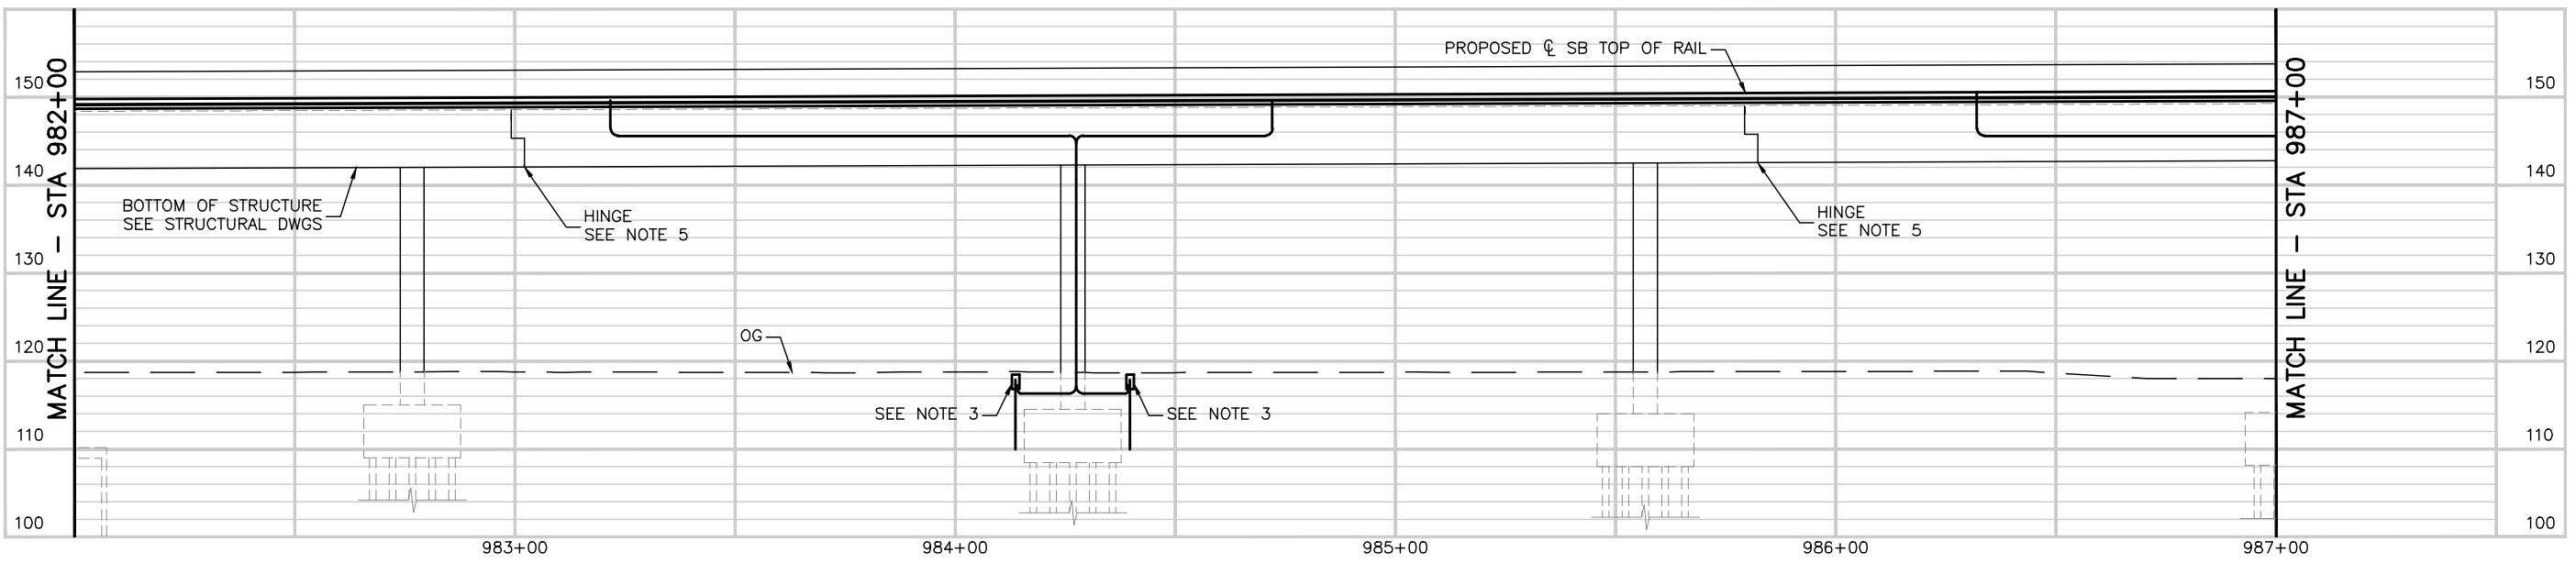 PROPOSED ℄ SB TOP OF RAIL
150
150
MATCH LINE – STA 982+00
MATCH LINE – STA 987+00
140
140
BOTTOM OF STRUCTURE
SEE STRUCTURAL DWGS
HINGE
SEE NOTE 5
HINGE
SEE NOTE 5
130
130
OG
120
120
SEE NOTE 3
SEE NOTE 3
110
110
100
100
983+00
984+00
985+00
986+00
987+00